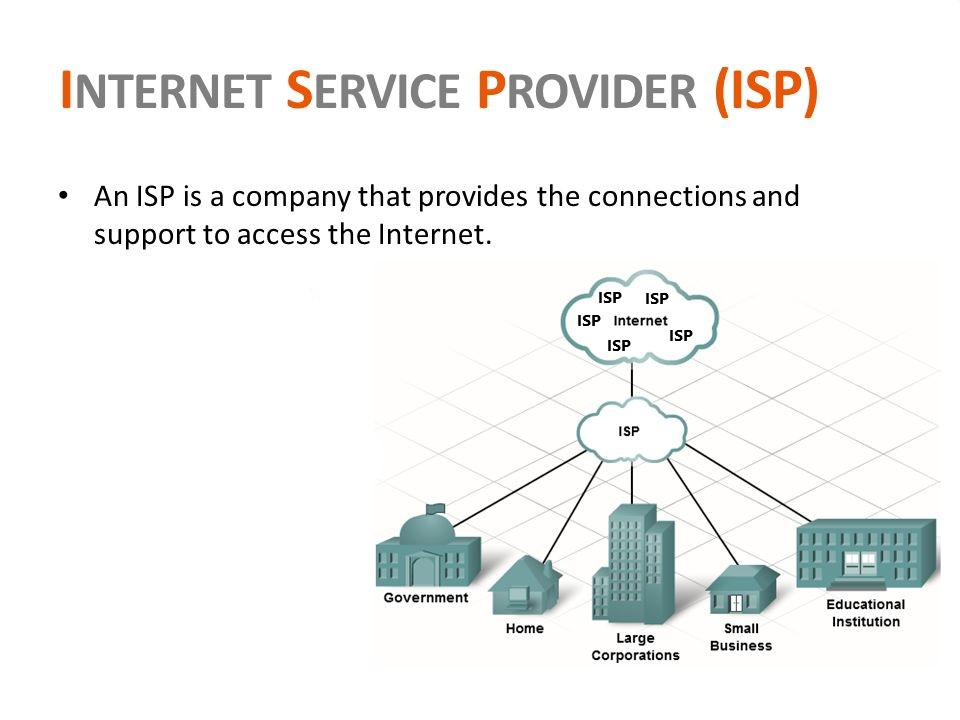 INTERNET SERVICE PROVIDER (ISP)
• An ISP is a company that provides the connections and
support to access the Internet.
ISP ISP
ISP Internet
ISP
ISP
ISP
Government
Home
Large
Corporations
Small
Business
Educational
Institution